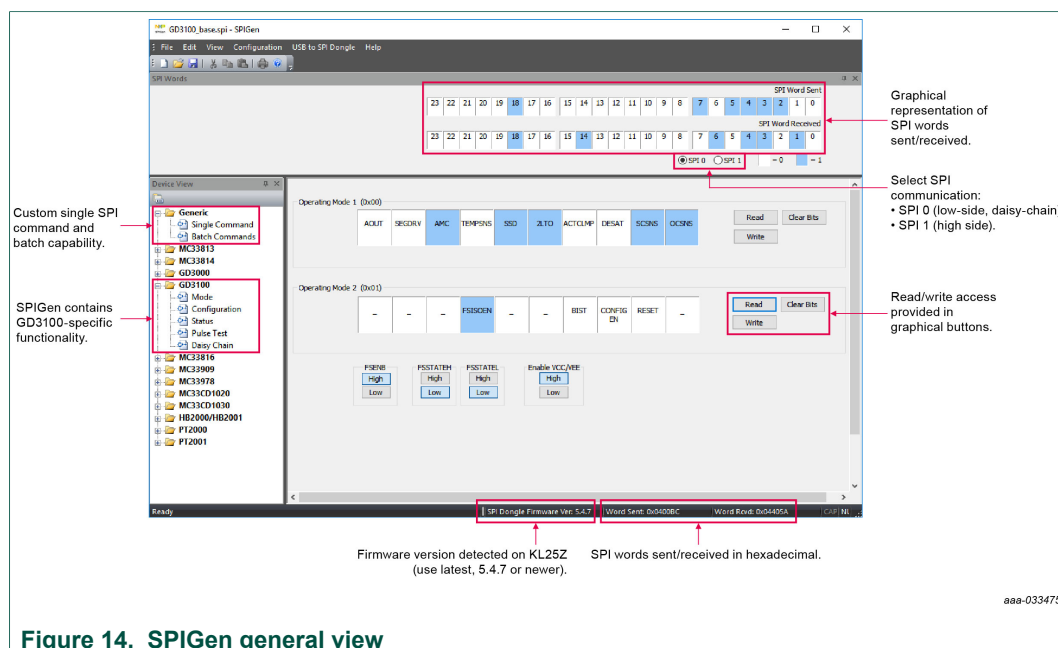 GD3100_base.spi - SPIGen
File Edit View Configuration USB to SPI Dongle Help
SPI Words
SPI Word Sent
23 22 21 20 19 18 17 16 15 14 13 12 11 10 9 8 7 6 5 4 3 2 1 0
SPI Word Received
23 22 21 20 19 18 17 16 15 14 13 12 11 10 9 8 7 6 5 4 3 2 1 0
SPI 0 SPI 1 = 0 = 1
Graphical
representation of
SPI words
sent/received.
Select SPI
communication:
• SPI 0 (low-side, daisy-chain)
• SPI 1 (high side).
Custom single SPI
command and
batch capability.
SPIGen contains
GD3100-specific
functionality.
Device View
Generic
Single Command
Batch Commands
MC33813
MC33814
GD3000
GD3100
Mode
Configuration
Status
Pulse Test
Daisy Chain
MC33816
MC33909
MC33978
MC33CD1020
MC33CD1030
HB2000/HB2001
PT2000
PT2001
Operating Mode 1 (0x00)
AOUT SEGDRV AMC TEMPSNS SSD 2LTO ACTCLMP DESAT SCSNS OCSNS
Read Clear Bits
Write
Operating Mode 2 (0x01)
– – – FSISOEN – – BIST CONFIG EN RESET –
Read Clear Bits
Write
Read/write access
provided in
graphical buttons.
FSENB FSSTATEH FSSTATEL Enable VCC/VEE
High High High High
Low Low Low Low
Ready SPI Dongle Firmware Ver: 5.4.7 Word Sent: 0x0400BC Word Rcvd: 0x04405A CAP
Firmware version detected on KL25Z
(use latest, 5.4.7 or newer).
SPI words sent/received in hexadecimal.
aaa-033475
Figure 14. SPIGen general view